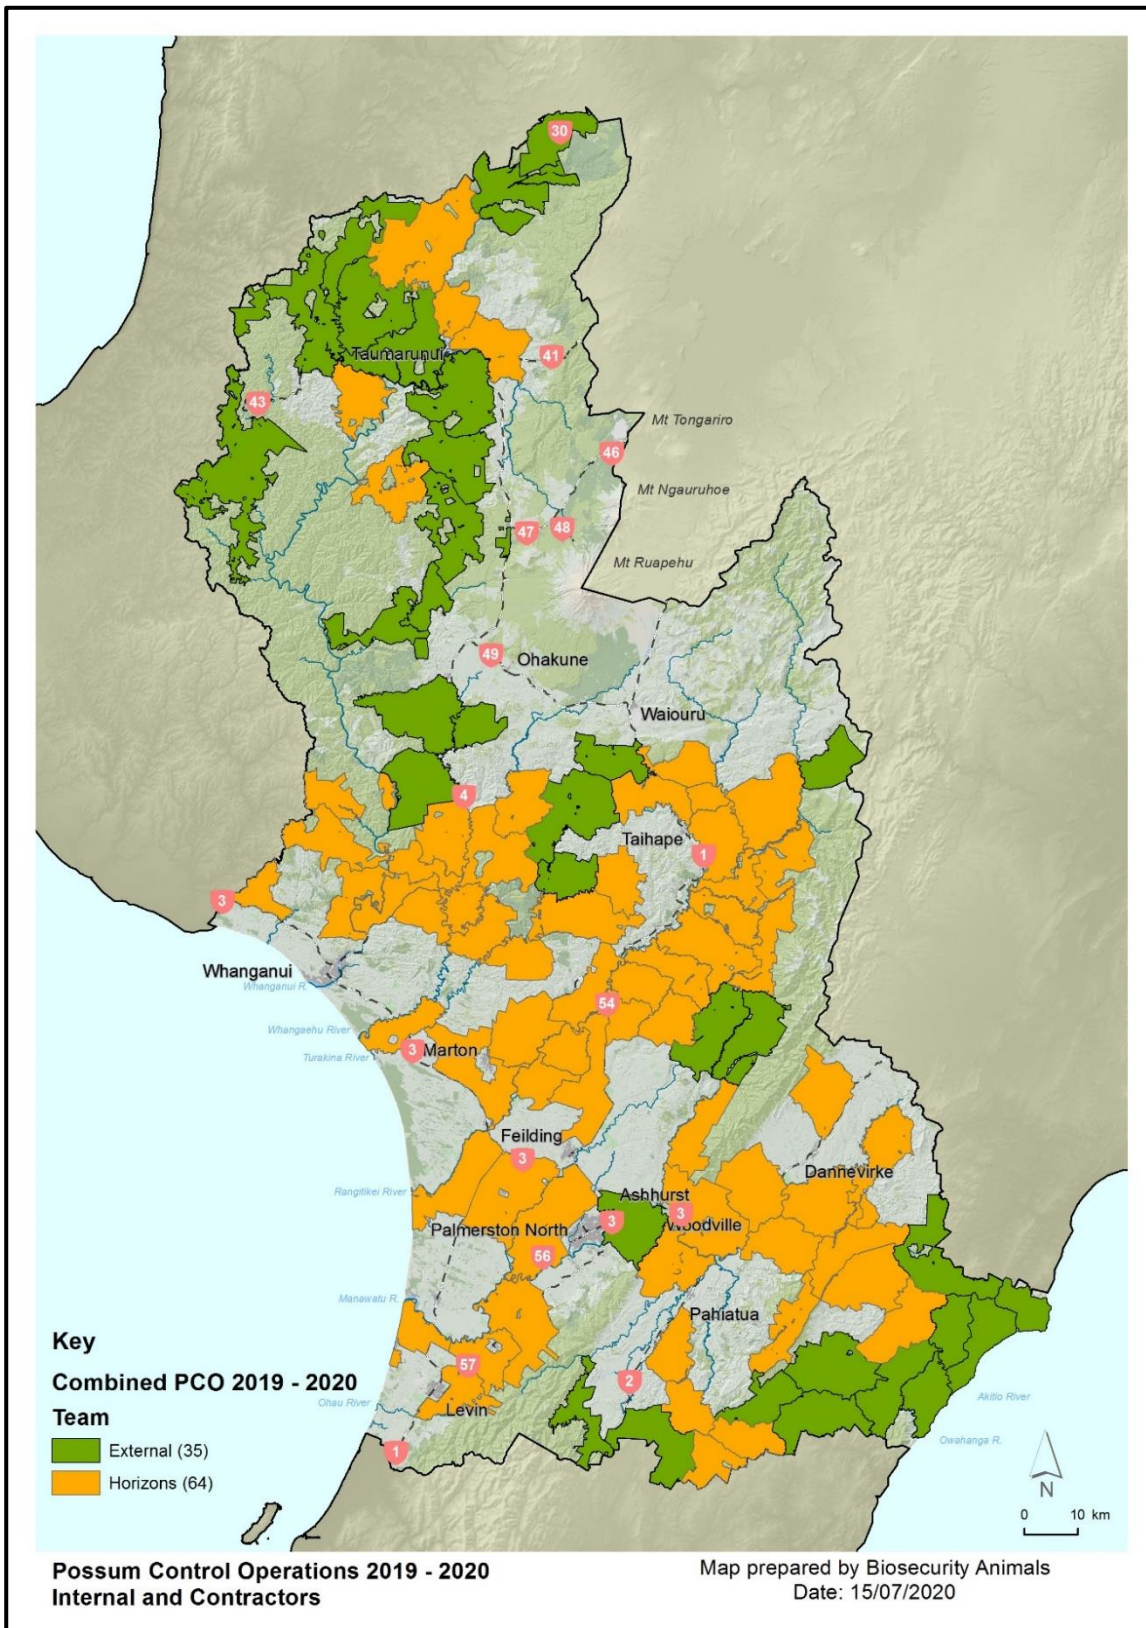 30
41
Taumarunui
43
Mt Tongariro
46
Mt Ngauruhoe
47
48
Mt Ruapehu
49
Ohakune
Waiouru
4
Taihape
1
3
Whanganui
Whanganui R.
54
Whangaehu River
3
Marton
Turakina River
Feilding
3
Dannevirke
Rangitikei River
Ashhurst
3
Woodville
3
Palmerston North
56
Manawatu R.
Pahiatua
57
2
Levin
Ohau River
1
Akitio River
Owahanga R.
N
0 10 km
Key
Combined PCO 2019 - 2020
Team
External (35)
Horizons (64)
Possum Control Operations 2019 - 2020
Internal and Contractors
Map prepared by Biosecurity Animals
Date: 15/07/2020